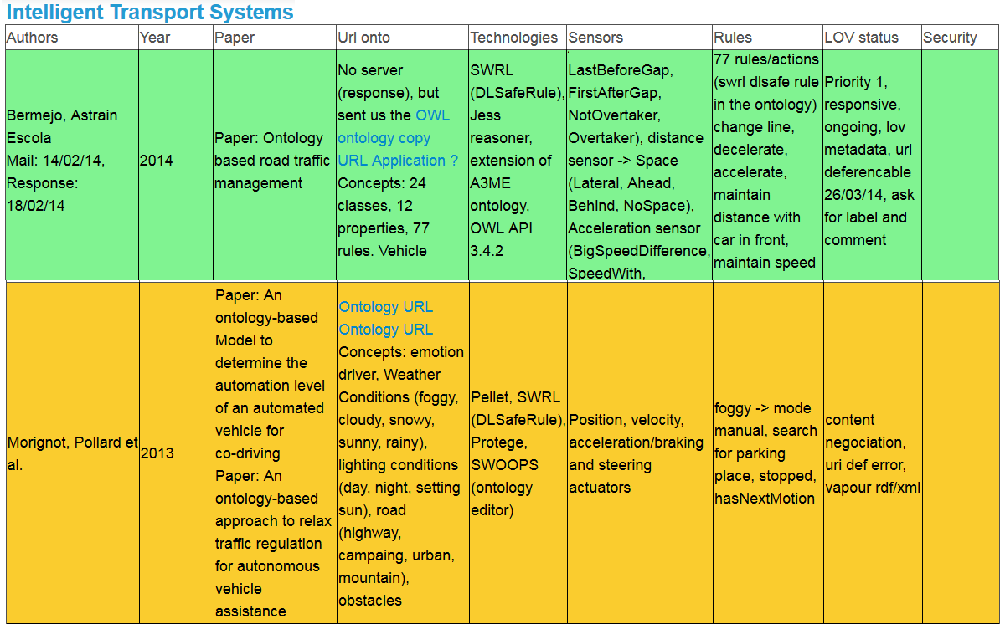 Intelligent Transport Systems
Authors
Year
Paper
Url onto
Technologies
Sensors
Rules
LOV status
Security
Bermejo, Astrain
Escola
Mail: 14/02/14,
Response:
18/02/14
2014
Paper: Ontology
based road traffic
management
No server
(response), but
sent us the OWL
ontology copy
URL Application ?
Concepts: 24
classes, 12
properties, 77
rules. Vehicle
SWRL
(DLSafeRule),
Jess
reasoner,
extension of
A3ME
ontology,
OWL API
3.4.2
LastBeforeGap,
FirstAfterGap,
NotOvertaker,
Overtaker), distance
sensor -> Space
(Lateral, Ahead,
Behind, NoSpace),
Acceleration sensor
(BigSpeedDifference,
SpeedWith,
77 rules/actions
(swrl dlsafe rule
in the ontology)
change line,
decelerate,
accelerate,
maintain
distance with
car in front,
maintain speed
Priority 1,
responsive,
ongoing, lov
metadata, uri
deferencable
26/03/14, ask
for label and
comment
Morignot, Pollard et
al.
2013
Paper: An
ontology-based
Model to
determine the
automation level
of an automated
vehicle for
co-driving
Paper: An
ontology-based
approach to relax
traffic regulation
for autonomous
vehicle
assistance
Ontology URL
Ontology URL
Concepts: emotion
driver, Weather
Conditions (foggy,
cloudy, snowy,
sunny, rainy),
lighting conditions
(day, night, setting
sun), road
(highway,
campaing, urban,
mountain),
obstacles
Pellet, SWRL
(DLSafeRule),
Protege,
SWOOPS
(ontology
editor)
Position, velocity,
acceleration/braking
and steering
actuators
foggy -> mode
manual, search
for parking
place, stopped,
hasNextMotion
content
negociation,
uri def error,
vapour rdf/xml